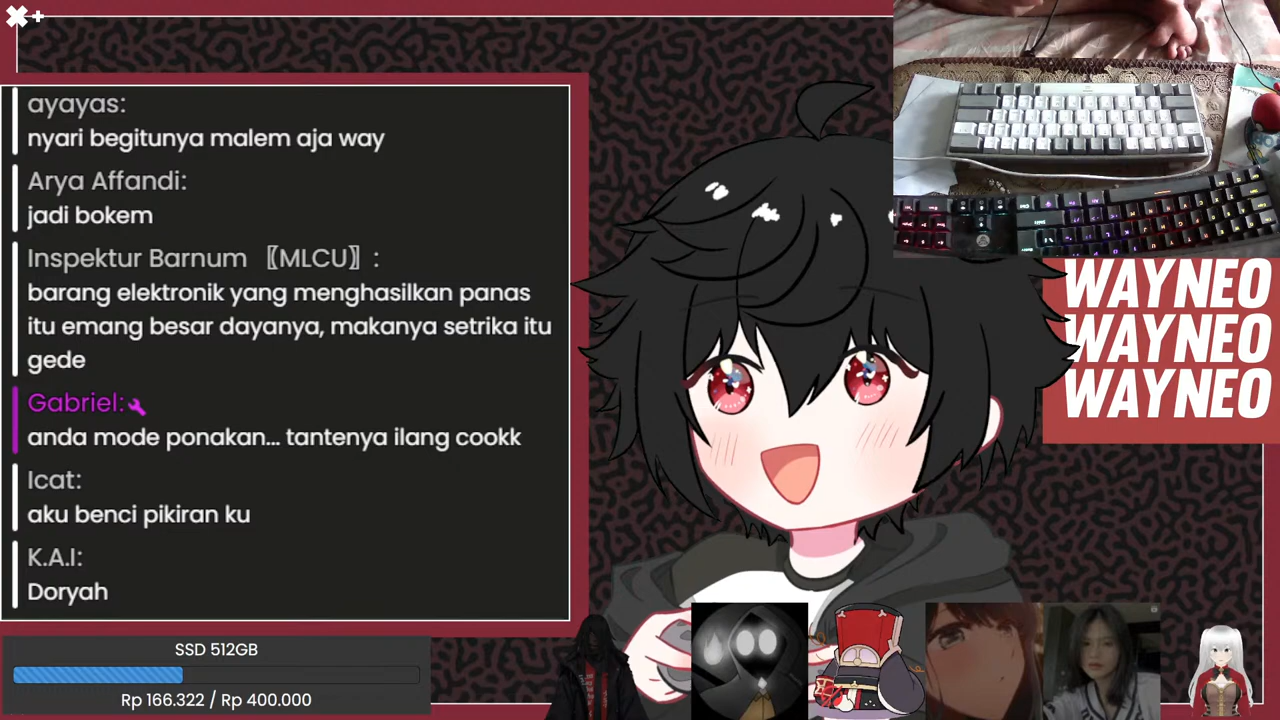 ayayas:
nyari begitunya malem aja way
Arya Affandi:
jadi bokem
Inspektur Barnum 〖MLCU〗:
barang elektronik yang menghasilkan panas
itu emang besar dayanya, makanya setrika itu
gede
Gabriel:
anda mode ponakan... tantenya ilang cookk
Icat:
aku benci pikiran ku
K.A.I:
Doryah
SSD 512GB
Rp 166.322 / Rp 400.000
WAYNEO
WAYNEO
WAYNEO